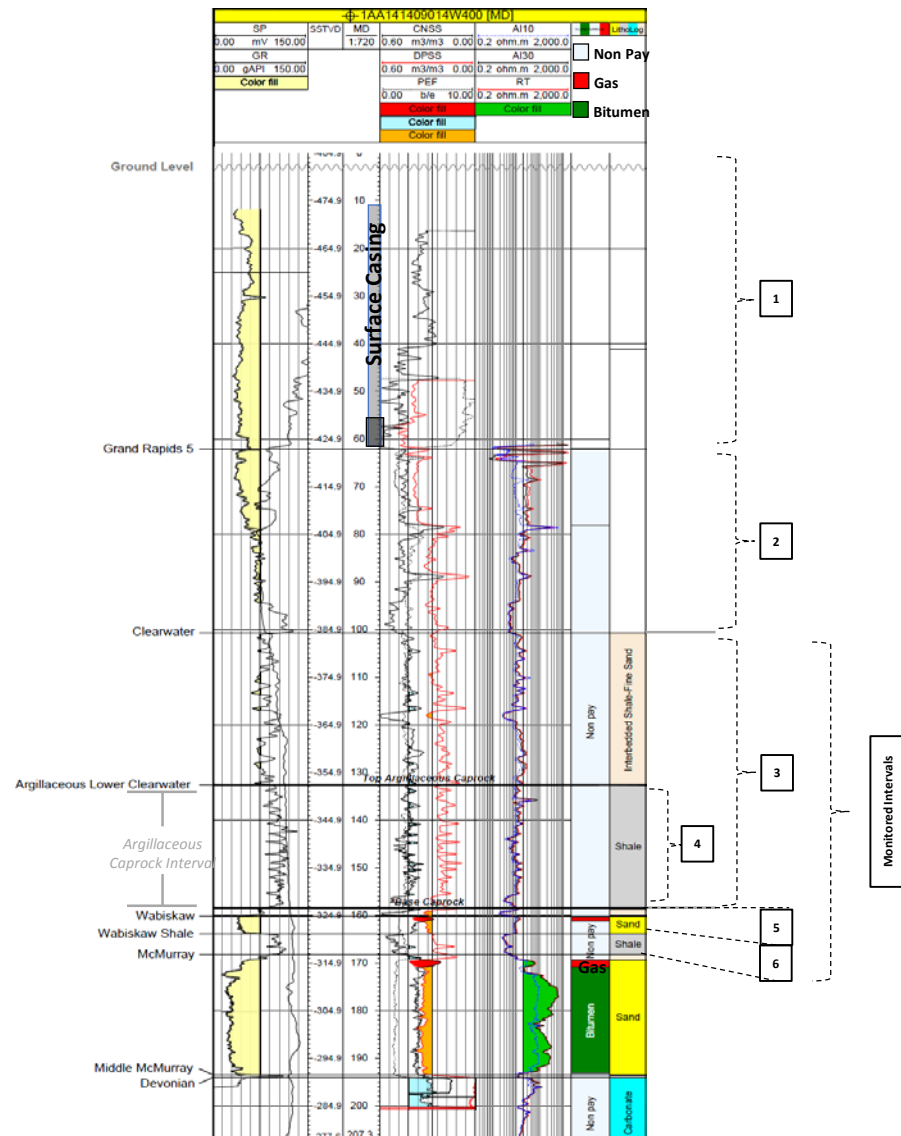 1AA141409014W400 [MD]
SP
0.00 mV 150.00
GR
0.00 gAPI 150.00
Color fill
SSTVD
MD
1:720
CNSS
0.60 m3/m3 0.00
DPSS
0.60 m3/m3 0.00
PEF
0.00 b/e 10.00
Color fill
Color fill
Color fill
AI10
0.2 ohm.m 2,000.0
AI30
0.2 ohm.m 2,000.0
RT
0.2 ohm.m 2,000.0
Color fill
LithoLog
Non Pay
Gas
Bitumen
Ground Level
-474.9 10
-464.9 20
-454.9 30
-444.9 40
-434.9 50
-424.9 60
Surface Casing
1
Grand Rapids 5
-414.9 70
-404.9 80
-394.9 90
-384.9 100
2
Clearwater
-374.9 110
-364.9 120
-354.9 130
Non pay
Interbedded Shale-Fine Sand
3
Top Argillaceous Caprock
Argillaceous Lower Clearwater
-344.9 140
-334.9 150
Argillaceous
Caprock Interval
Shale
4
Monitored Intervals
Base Caprock
Wabiskaw
-324.9 160
Sand
5
Wabiskaw Shale
Non pay
Shale
McMurray
6
-314.9 170
Gas
-304.9 180
Bitumen
Sand
-294.9 190
Middle McMurray
Devonian
-284.9 200
Non pay
Carbonate
207.3